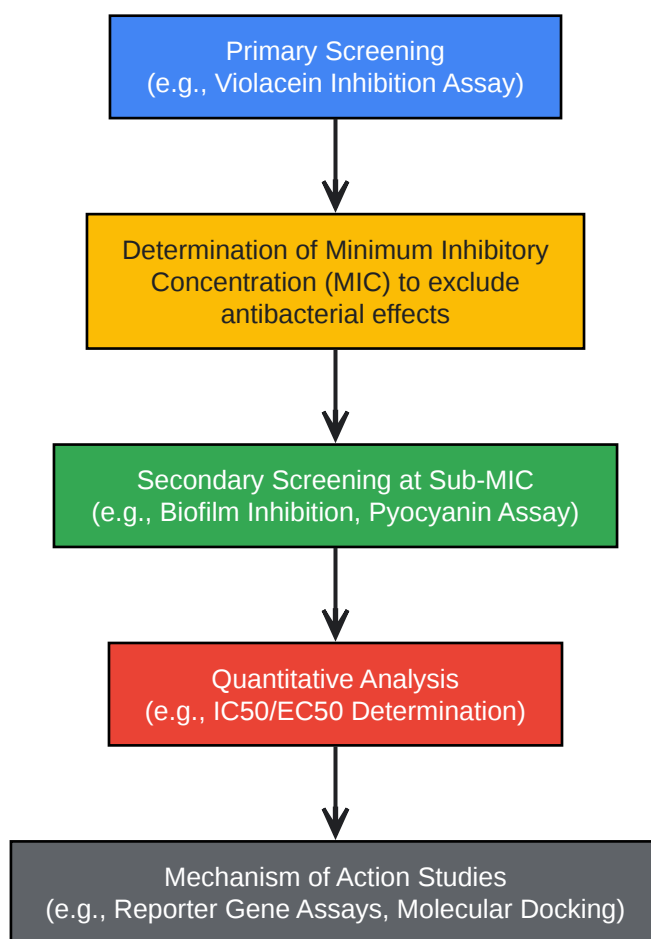 Primary Screening
(e.g., Violacein Inhibition Assay)
Determination of Minimum Inhibitory
Concentration (MIC) to exclude
antibacterial effects
Secondary Screening at Sub-MIC
(e.g., Biofilm Inhibition, Pyocyanin Assay)
Quantitative Analysis
(e.g., IC50/EC50 Determination)
Mechanism of Action Studies
(e.g., Reporter Gene Assays, Molecular Docking)